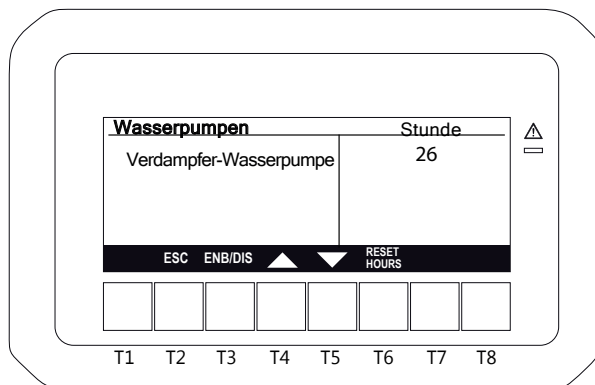 Wasserpumpen Stunde
Verdampfer-Wasserpumpe 26
ESC ENB/DIS RESET
HOURS
T1 T2 T3 T4 T5 T6 T7 T8